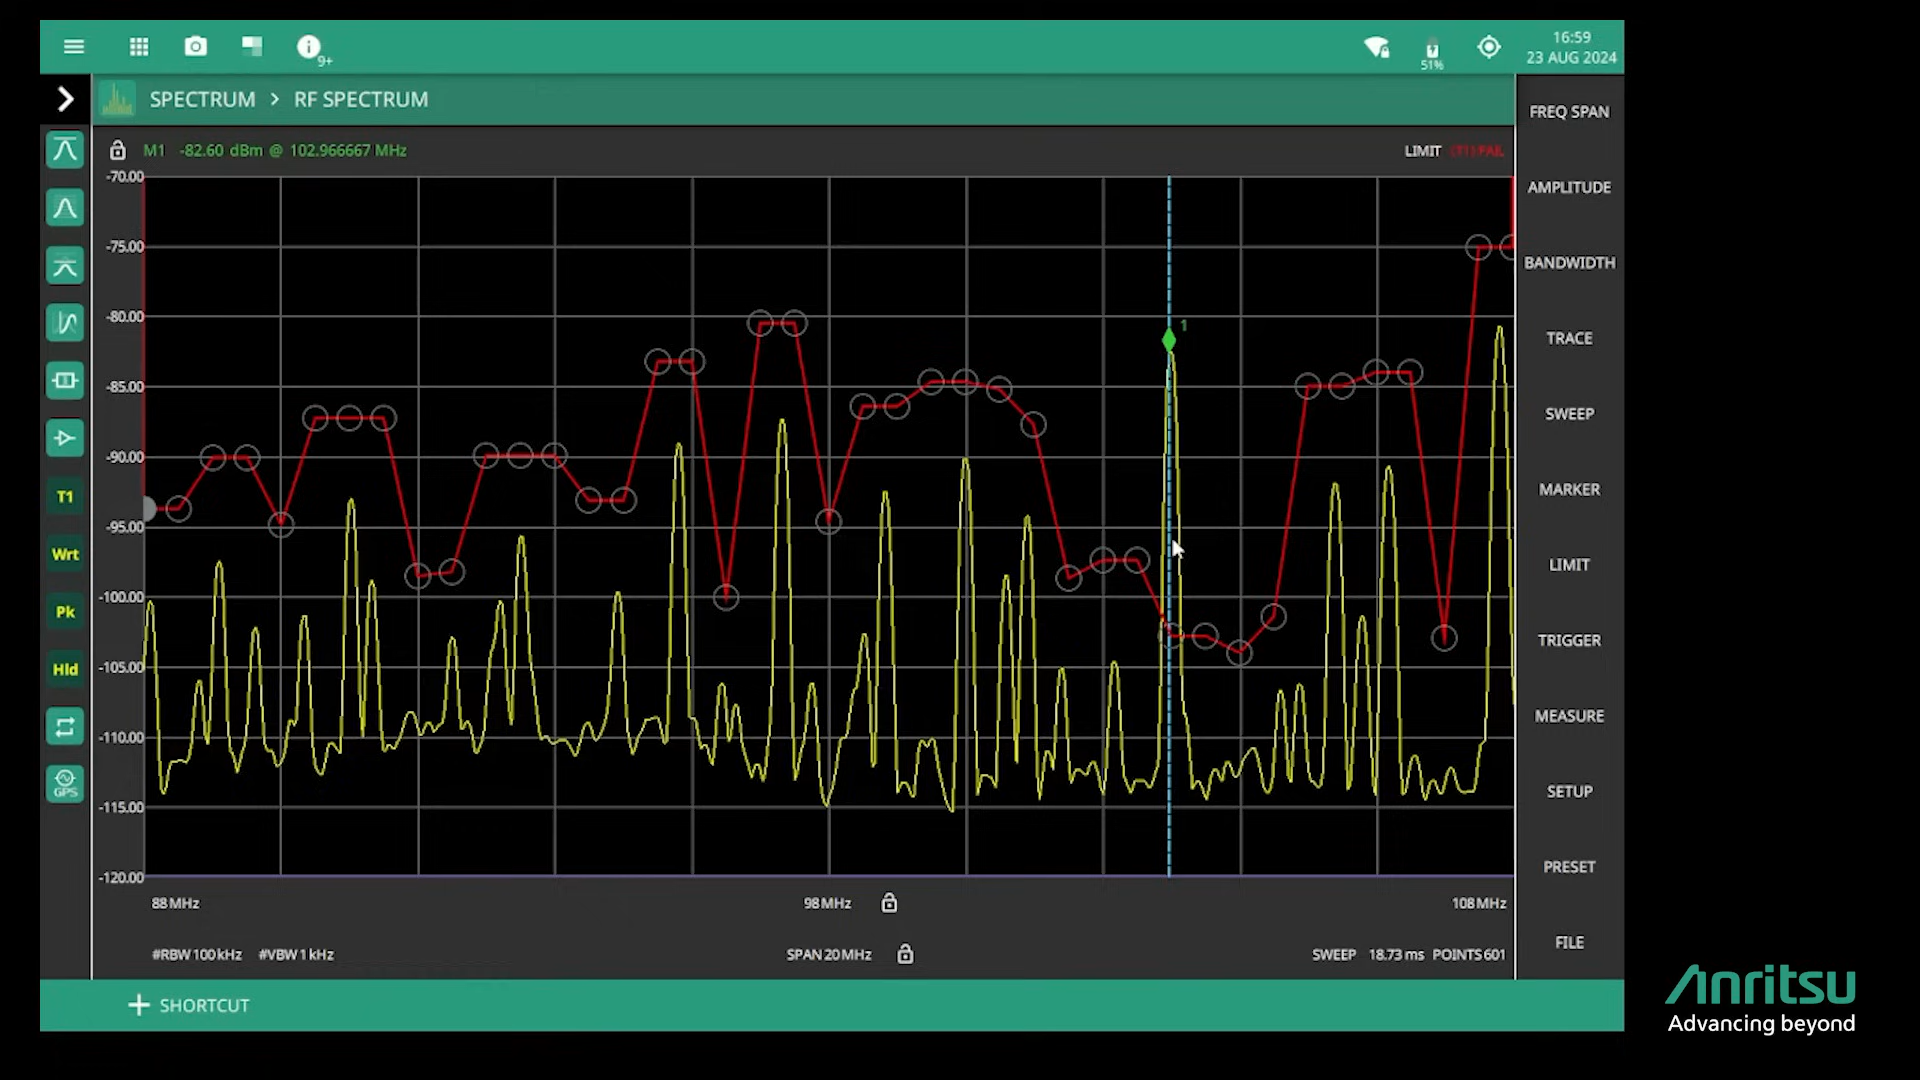 9+
51%
16:59
23 AUG 2024
SPECTRUM > RF SPECTRUM
M1 -82.60 dBm @ 102.966667 MHz
LIMIT (T1) FAIL
-70.00
-75.00
-80.00
-85.00
-90.00
-95.00
-100.00
-105.00
-110.00
-115.00
-120.00
1
T1
Wrt
Pk
Hld
GPS
88 MHz
98 MHz
108 MHz
#RBW 100 kHz #VBW 1 kHz
SPAN 20 MHz
SWEEP 18.73 ms POINTS 601
+ SHORTCUT
FREQ SPAN
AMPLITUDE
BANDWIDTH
TRACE
SWEEP
MARKER
LIMIT
TRIGGER
MEASURE
SETUP
PRESET
FILE
Anritsu
Advancing beyond